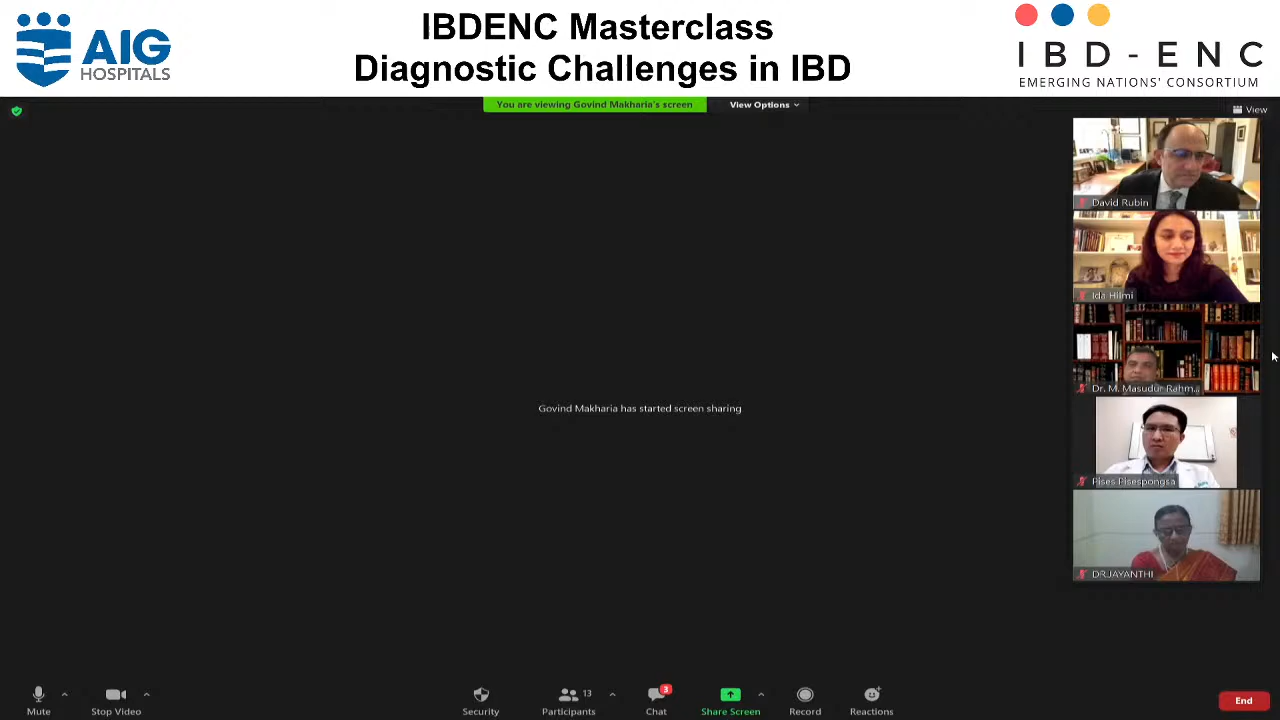 AIG
HOSPITALS
IBDENC Masterclass
Diagnostic Challenges in IBD
IBD-ENC
EMERGING NATIONS' CONSORTIUM
You are viewing Govind Makharia's screen
View Options
View
David Rubin
Ida Hilmi
Dr. M. Masudur Rahm...
Pises Pisespongsa
DR.JAYANTHI
Govind Makharia has started screen sharing
Mute
Stop Video
Security
Participants
13
Chat
3
Share Screen
Record
Reactions
End